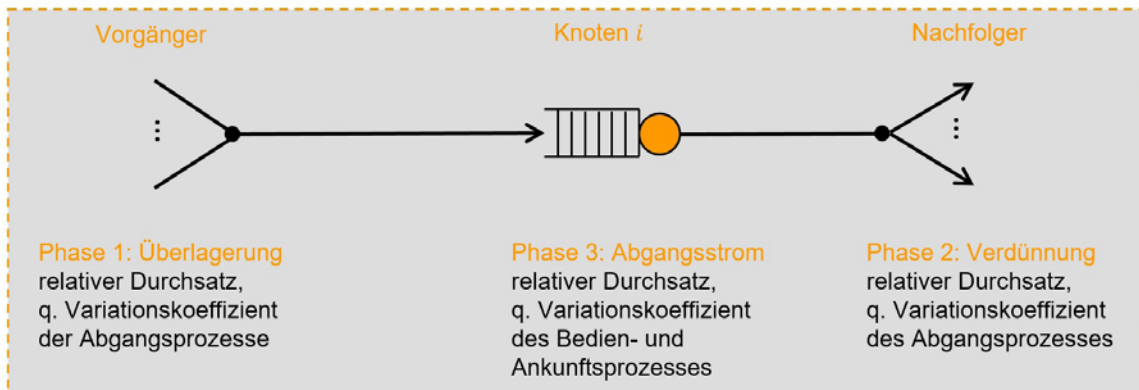 Vorgänger
Knoten i
Nachfolger
Phase 1: Überlagerung
relativer Durchsatz,
q. Variationskoeffizient
der Abgangsprozesse
Phase 3: Abgangsstrom
relativer Durchsatz,
q. Variationskoeffizient
des Bedien- und
Ankunftsprozesses
Phase 2: Verdünnung
relativer Durchsatz,
q. Variationskoeffizient
des Abgangsprozesses